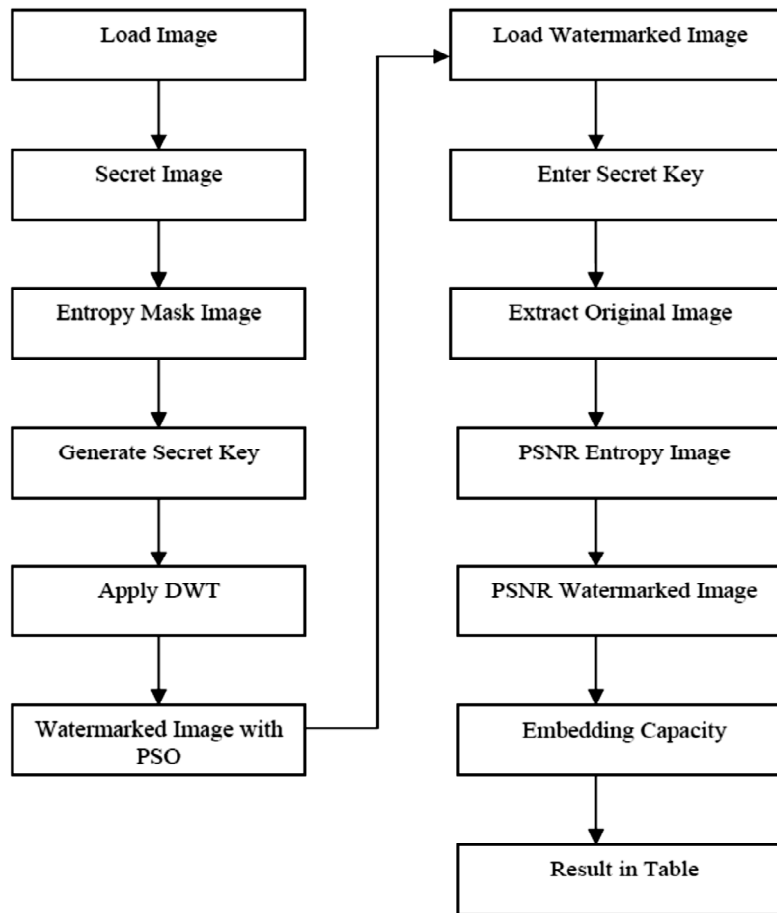 Load Image
Secret Image
Entropy Mask Image
Generate Secret Key
Apply DWT
Watermarked Image with
PSO
Load Watermarked Image
Enter Secret Key
Extract Original Image
PSNR Entropy Image
PSNR Watermarked Image
Embedding Capacity
Result in Table